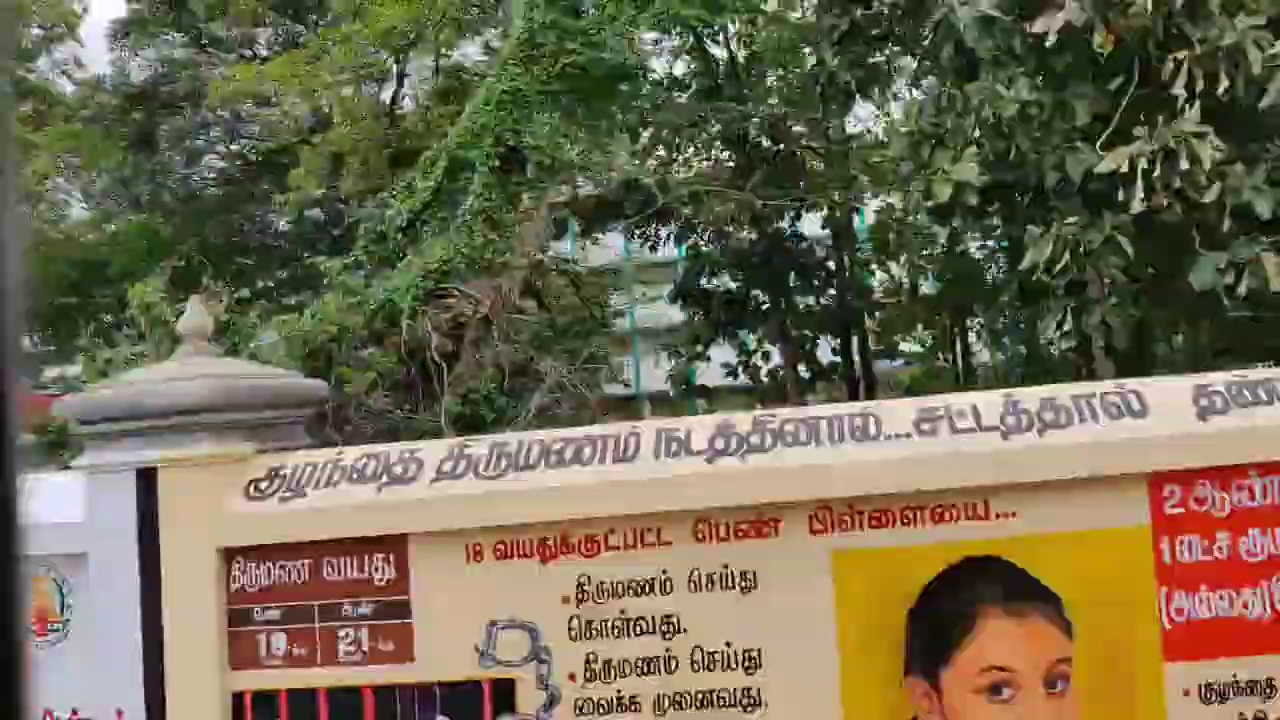 குழந்தை திருமணம் நடத்தினால்...சட்டத்தால்
18 வயதுக்குட்பட்ட பெண் பிள்ளையை...
திருமண வயது
பெண் ஆண்
21
• திருமணம் செய்து
கொள்வது.
• திருமணம் செய்து
வைக்க முனைவது.
2 ஆண்
1 லட்ச ரூப
(அல்லது)
• குழந்தை